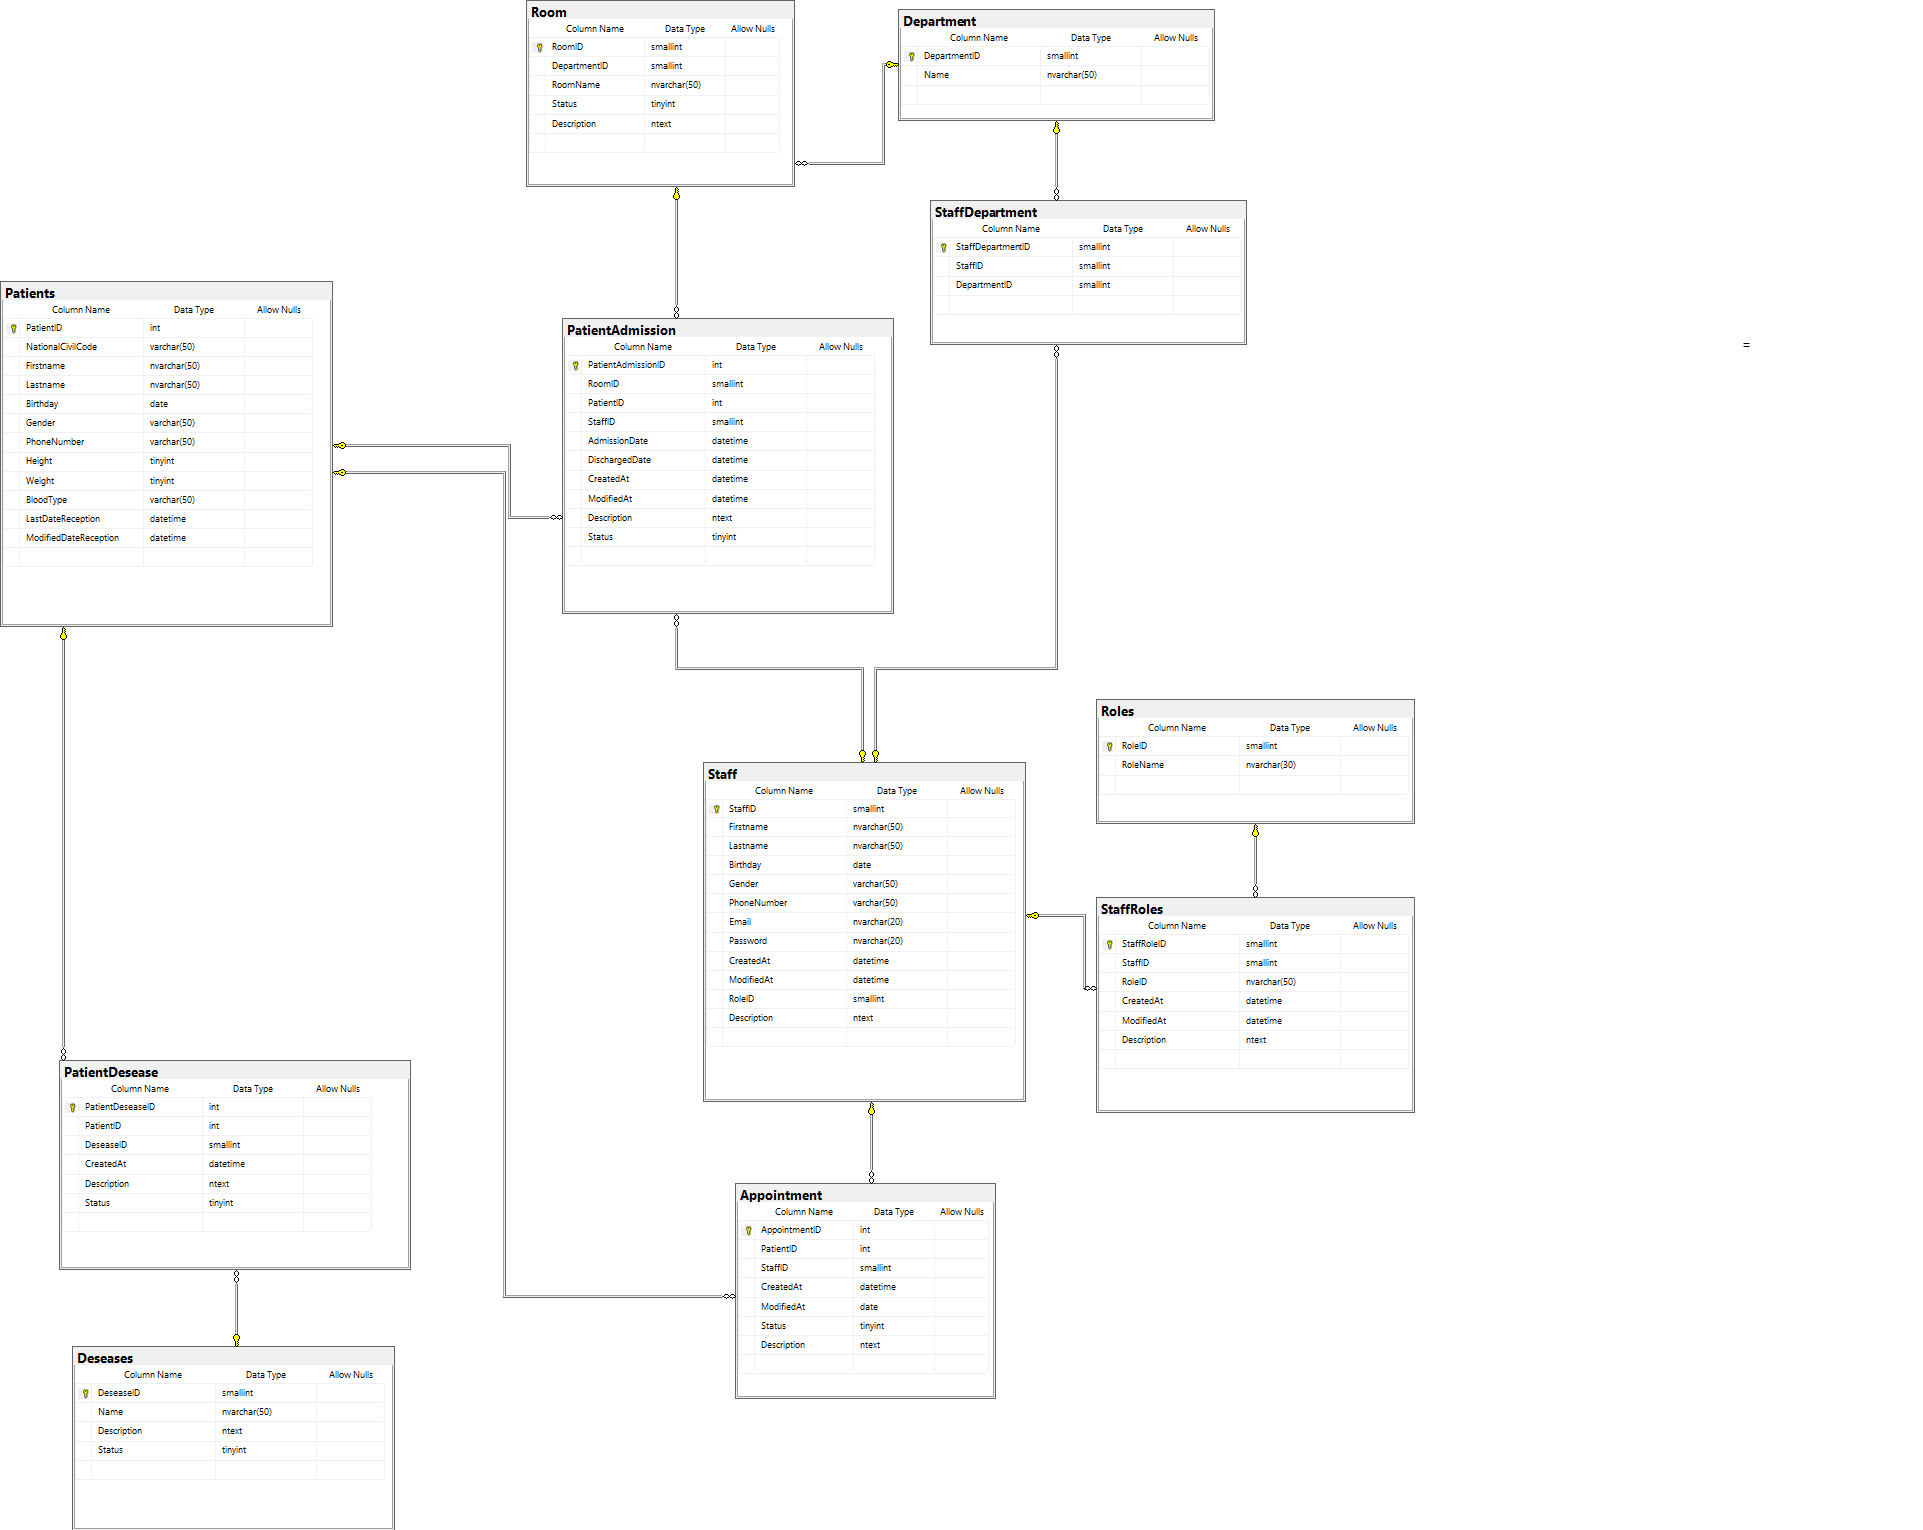 Room
Column Name Data Type Allow Nulls
RoomID smallint
DepartmentID smallint
RoomName nvarchar(50)
Status tinyint
Description ntext
Department
Column Name Data Type Allow Nulls
DepartmentID smallint
Name nvarchar(50)
StaffDepartment
Column Name Data Type Allow Nulls
StaffDepartmentID smallint
StaffID smallint
DepartmentID smallint
Patients
Column Name Data Type Allow Nulls
PatientID int
NationalCivilCode varchar(50)
Firstname nvarchar(50)
Lastname nvarchar(50)
Birthday date
Gender varchar(50)
PhoneNumber varchar(50)
Height tinyint
Weight tinyint
BloodType varchar(50)
LastDateReception datetime
ModifiedDateReception datetime
PatientAdmission
Column Name Data Type Allow Nulls
PatientAdmissionID int
RoomID smallint
PatientID int
StaffID smallint
AdmissionDate datetime
DischargedDate datetime
CreatedAt datetime
ModifiedAt datetime
Description ntext
Status tinyint
=
Roles
Column Name Data Type Allow Nulls
RoleID smallint
RoleName nvarchar(30)
Staff
Column Name Data Type Allow Nulls
StaffID smallint
Firstname nvarchar(50)
Lastname nvarchar(50)
Birthday date
Gender varchar(50)
PhoneNumber varchar(50)
Email nvarchar(20)
Password nvarchar(20)
CreatedAt datetime
ModifiedAt datetime
RoleID smallint
Description ntext
StaffRoles
Column Name Data Type Allow Nulls
StaffRoleID smallint
StaffID smallint
RoleID nvarchar(50)
CreatedAt datetime
ModifiedAt datetime
Description ntext
PatientDesease
Column Name Data Type Allow Nulls
PatientDeseaseID int
PatientID int
DeseaseID smallint
CreatedAt datetime
Description ntext
Status tinyint
Appointment
Column Name Data Type Allow Nulls
AppointmentID int
PatientID int
StaffID smallint
CreatedAt datetime
ModifiedAt date
Status tinyint
Description ntext
Deseases
Column Name Data Type Allow Nulls
DeseaseID smallint
Name nvarchar(50)
Description ntext
Status tinyint